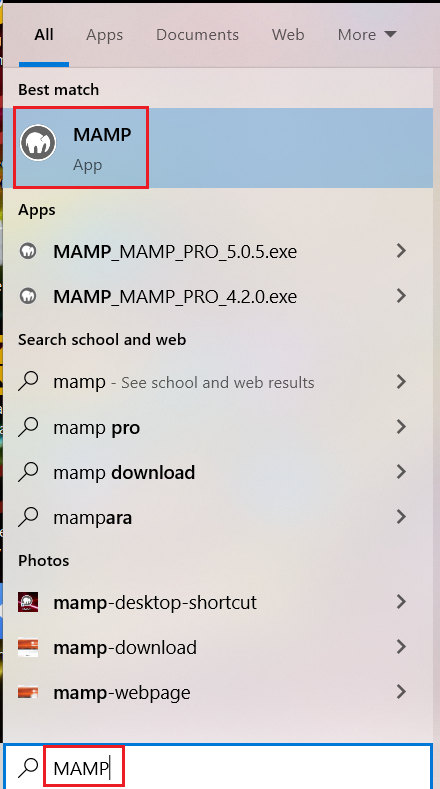 All Apps Documents Web More
Best match
MAMP
App
Apps
MAMP_MAMP_PRO_5.0.5.exe
MAMP_MAMP_PRO_4.2.0.exe
Search school and web
mamp - See school and web results
mamp pro
mamp download
mampara
Photos
mamp-desktop-shortcut
mamp-download
mamp-webpage
MAMP